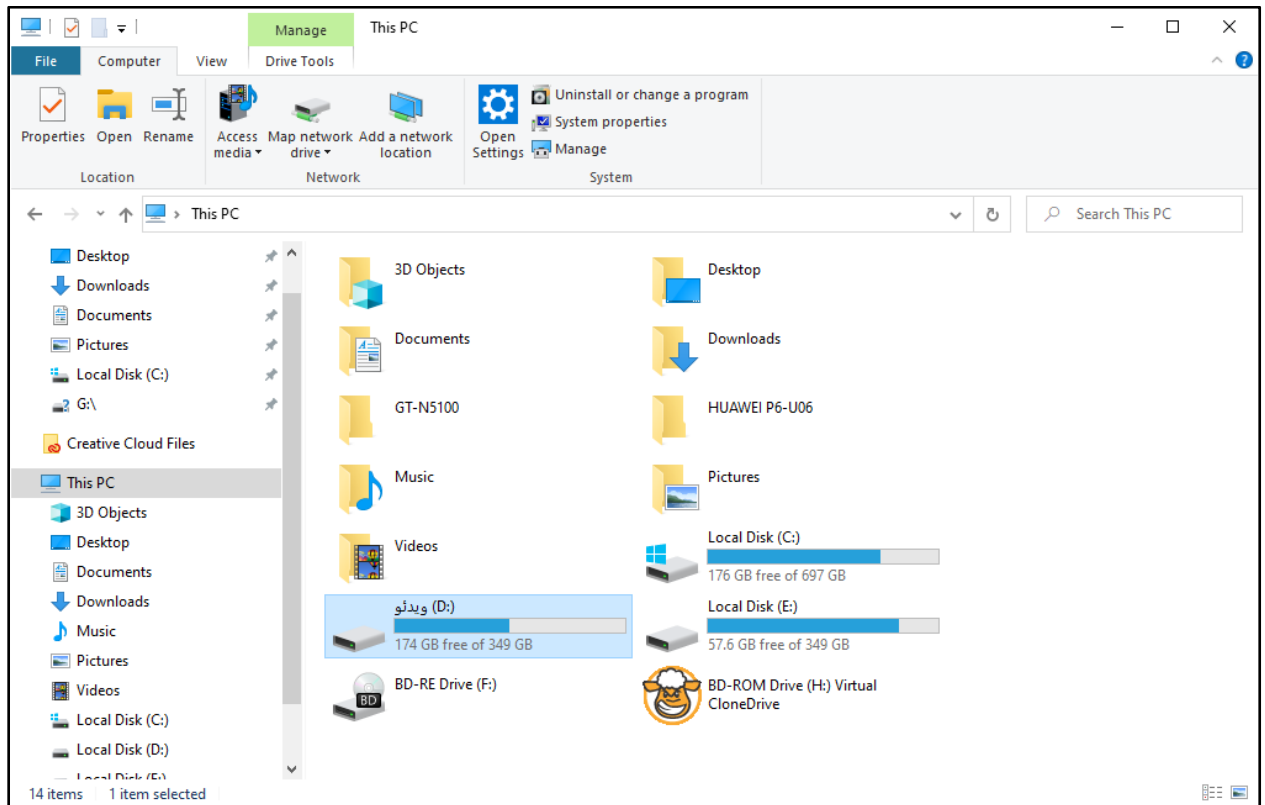 Manage
This PC
File
Computer
View
Drive Tools
Properties
Open
Rename
Access media
Map network drive
Add a network location
Open Settings
Uninstall or change a program
System properties
Manage
Location
Network
System
This PC
Search This PC
Desktop
Downloads
Documents
Pictures
Local Disk (C:)
G:\
Creative Cloud Files
This PC
3D Objects
Desktop
Documents
Downloads
Music
Pictures
Videos
Local Disk (C:)
Local Disk (D:)
Local Disk (E:)
3D Objects
Desktop
Documents
Downloads
GT-N5100
HUAWEI P6-U06
Music
Pictures
Videos
Local Disk (C:)
176 GB free of 697 GB
ویدئو (D:)
174 GB free of 349 GB
Local Disk (E:)
57.6 GB free of 349 GB
BD-RE Drive (F:)
BD
BD-ROM Drive (H:) Virtual
CloneDrive
14 items
1 item selected